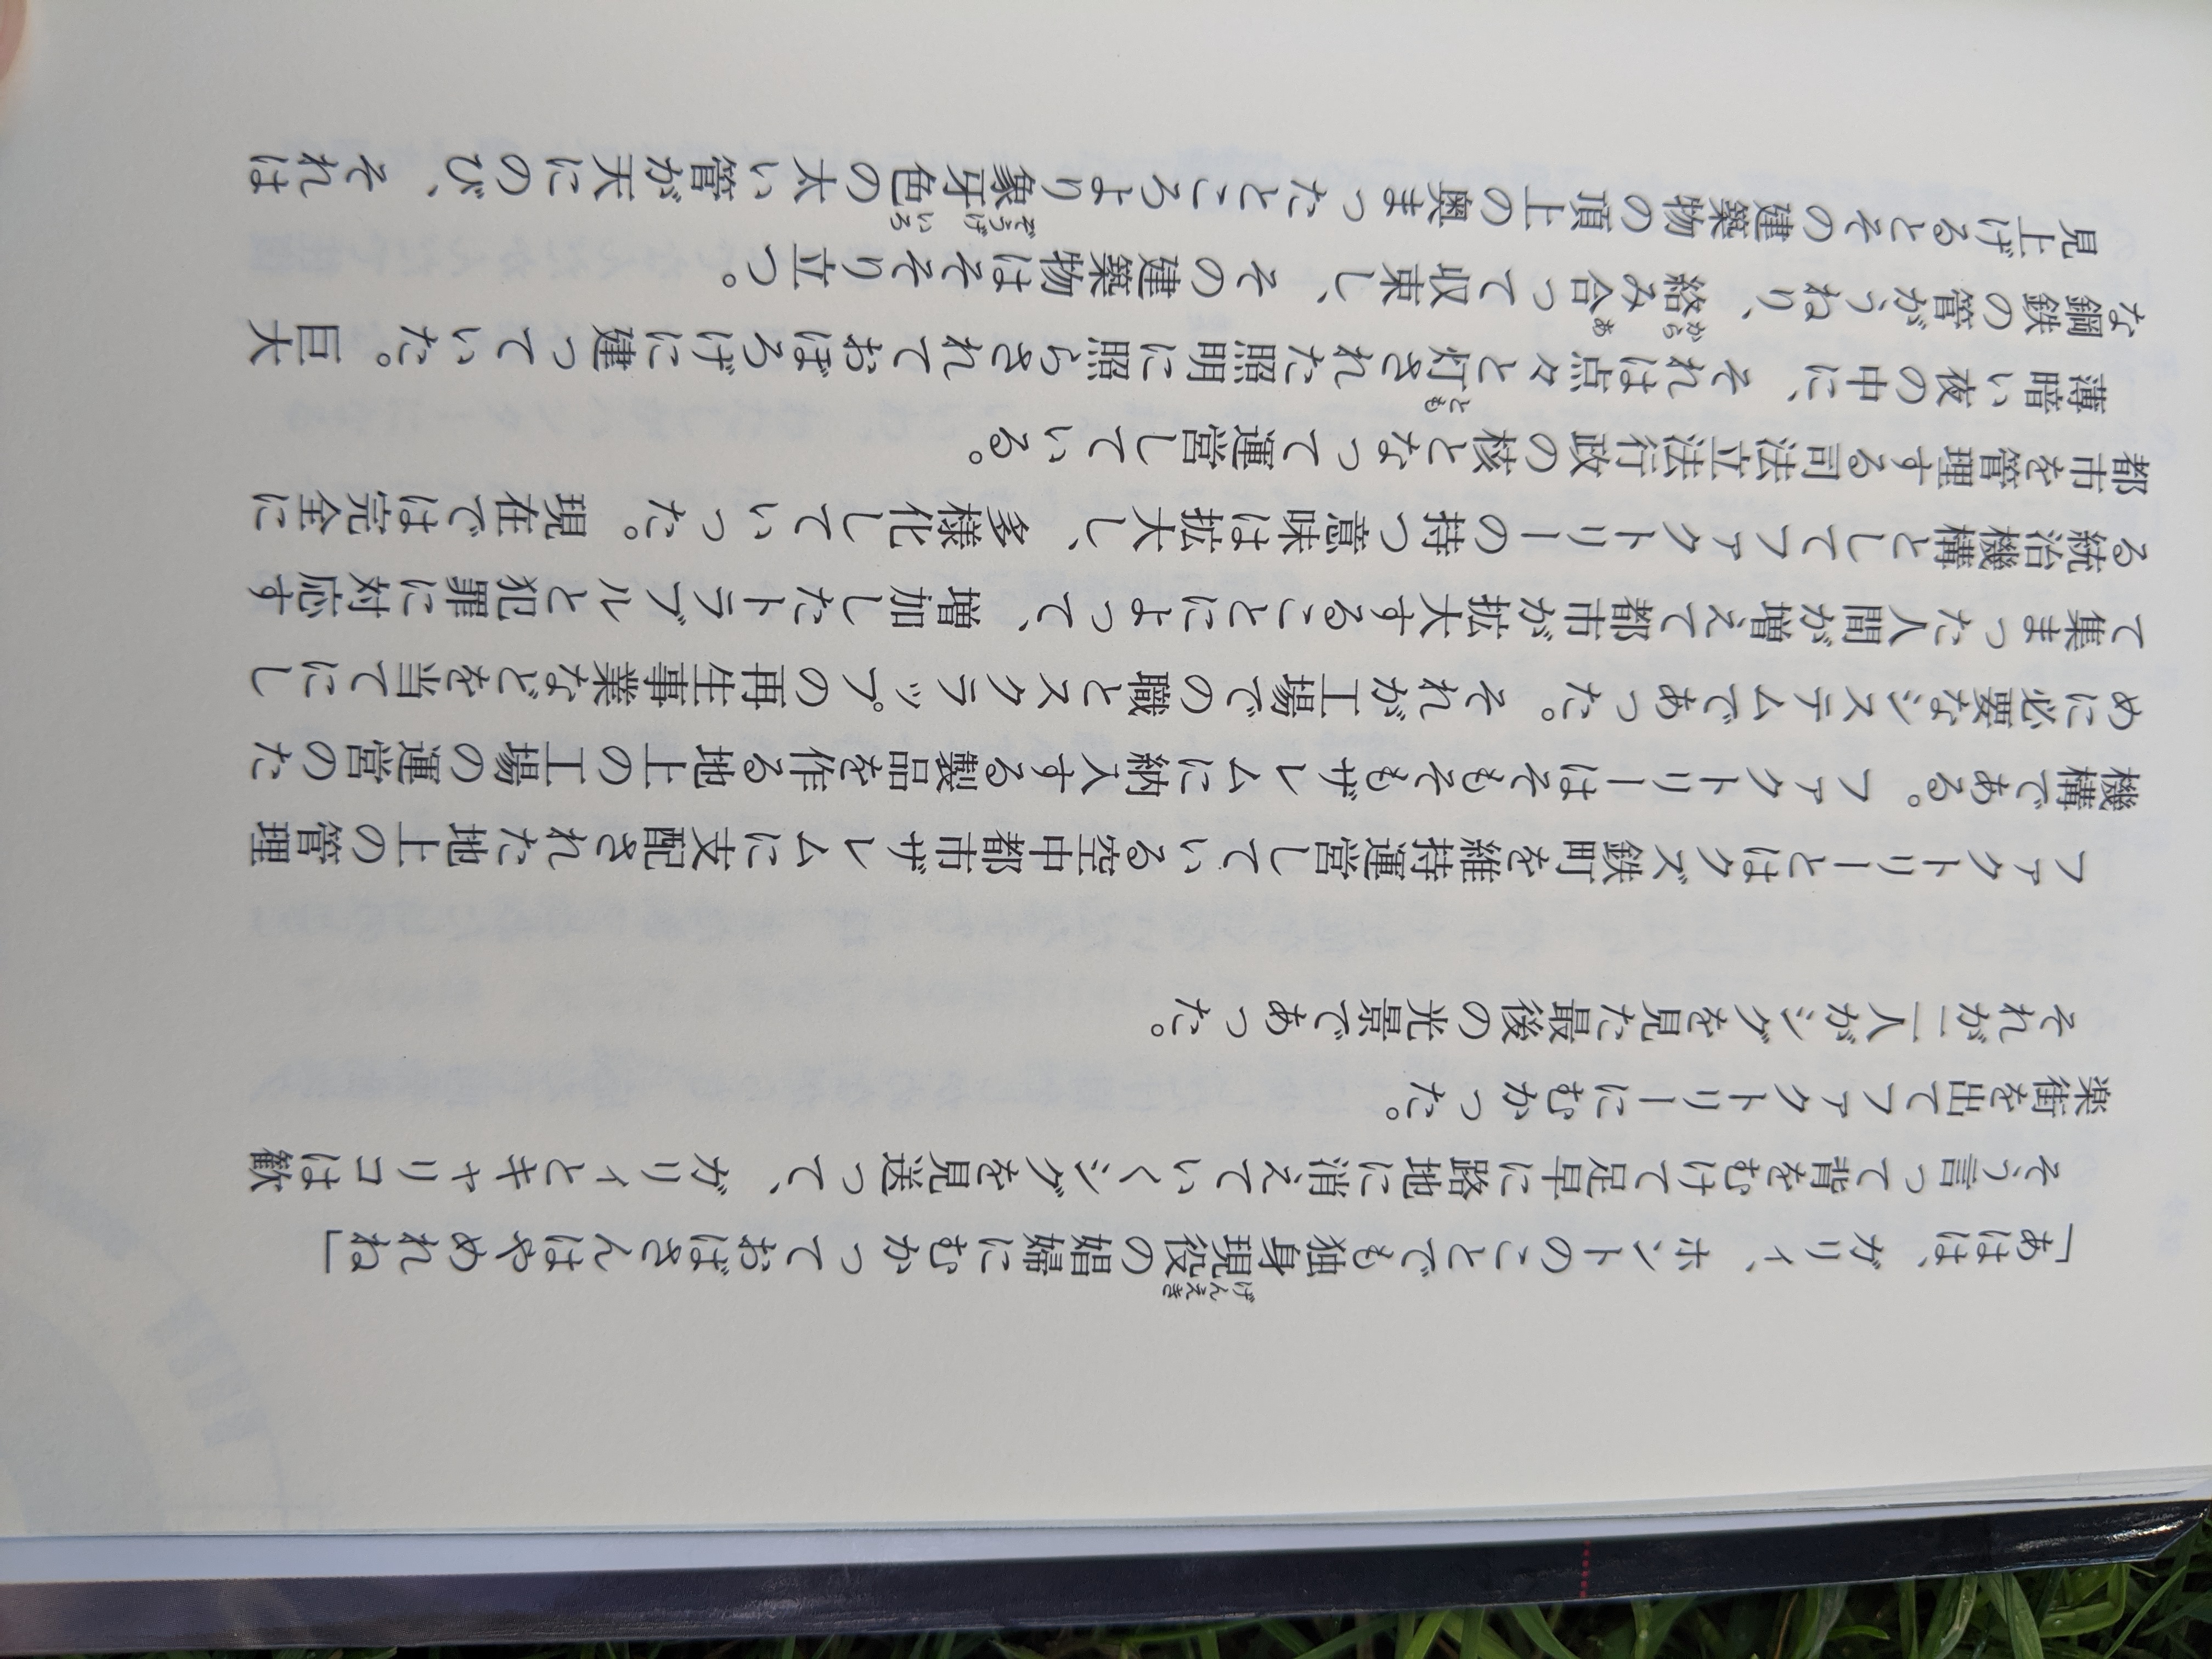 げんえき
「あはは、ガリィ、ホントのことでも独身現役の娼婦にむかっておばさんはやめれね」
そう言って背をむけて足早に路地に消えていくシグを見送って、ガリィとキャリコは歓
楽街を出てファクトリーにむかった。
それが二人がシグを見た最後の光景であった。
ファクトリーとはクズ鉄町を維持運営している空中都市ザレムに支配された地上の管理
機構である。ファクトリーはそもそもザレムに納入する製品を作る地上の工場の運営のた
めに必要なシステムであった。それが工場での職とスクラップの再生事業などを当てにし
て集まった人間が増えて都市が拡大することによって、増加したトラブルと犯罪に対応す
る統治機構としてファクトリーの持つ意味は拡大し、多様化していった。現在では完全に
都市を管理する司法立法行政の核となって運営している。
とも
薄暗い夜の中に、それは点々と灯された照明に照らされておぼろげに建っていた。巨大
から あ
な鋼鉄の管がうねり、絡み合って収束し、その建築物はそそり立つ。
ぞうげ いろ
見上げるとその建築物の頂上の奥まったところより象牙色の太い管が天にのび、それは